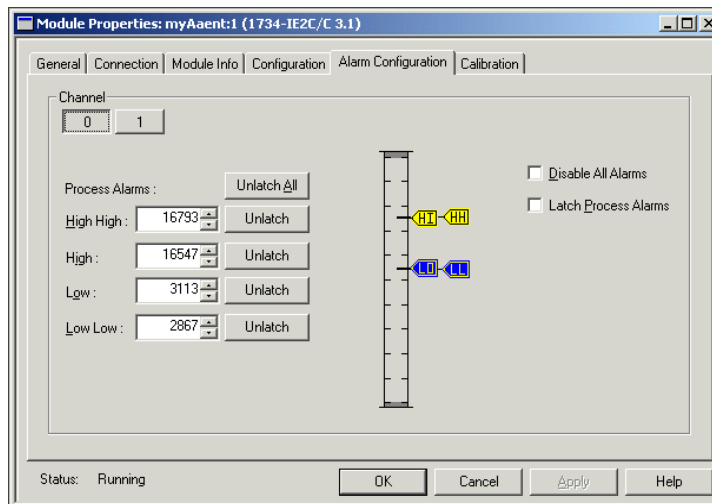 Module Properties: myAaent:1 (1734-IE2C/C 3.1)
General Connection Module Info Configuration Alarm Configuration Calibration
Channel
0 1
Process Alarms : Unlatch All
High High : 16793 Unlatch
High : 16547 Unlatch
Low : 3113 Unlatch
Low Low : 2867 Unlatch
HI HH
LO LL
Disable All Alarms
Latch Process Alarms
Status: Running OK Cancel Apply Help